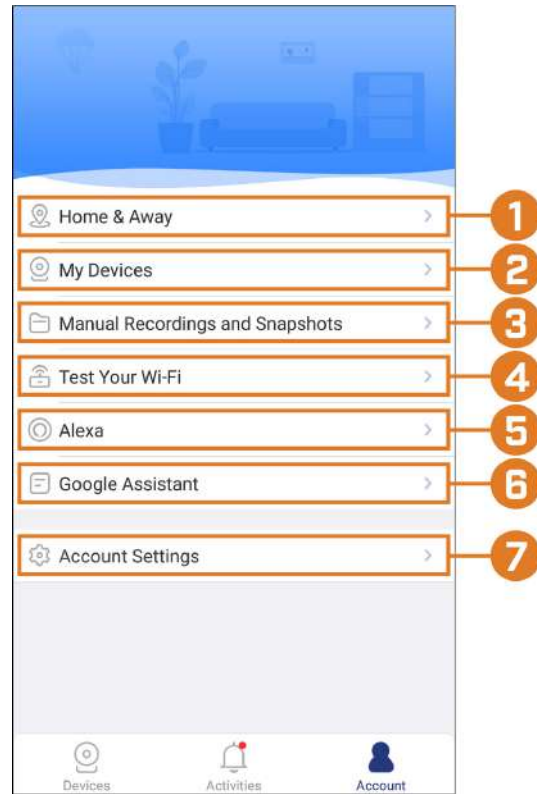 Home & Away
1
My Devices
2
Manual Recordings and Snapshots
3
Test Your Wi-Fi
4
Alexa
5
Google Assistant
6
Account Settings
7
Devices
Activities
Account